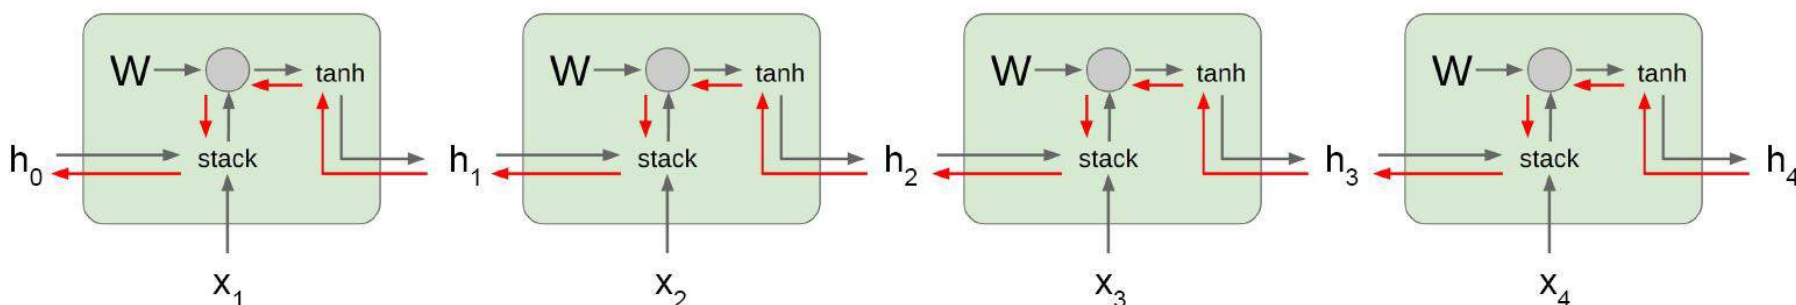 W tanh W tanh W tanh W tanh
h₀ stack h₁ stack h₂ stack h₃ stack h₄
x₁ x₂ x₃ x₄